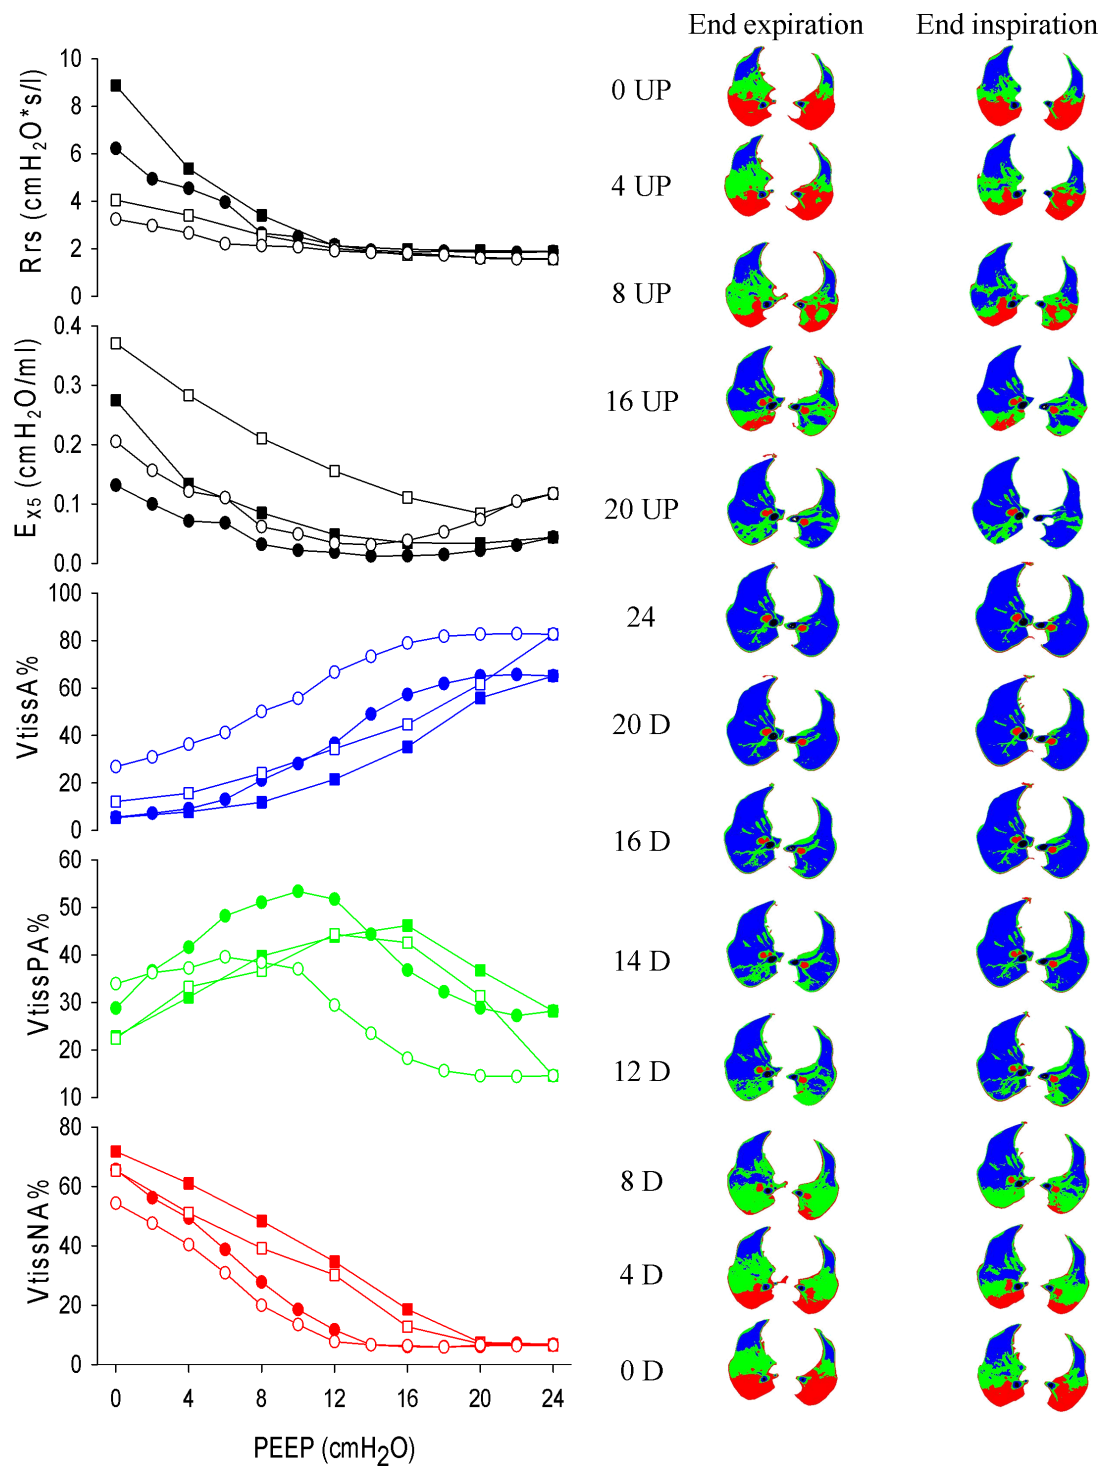 End expiration
End inspiration
Rrs (cmH2O*s/l)
10
8
6
4
2
0
EX5 (cmH2O/ml)
0.4
0.3
0.2
0.1
0.0
VtissA%
100
80
60
40
20
0
VtissPA%
60
50
40
30
20
10
VtissNA%
80
60
40
20
0
0
4
8
12
16
20
24
PEEP (cmH2O)
0 UP
4 UP
8 UP
16 UP
20 UP
24
20 D
16 D
14 D
12 D
8 D
4 D
0 D